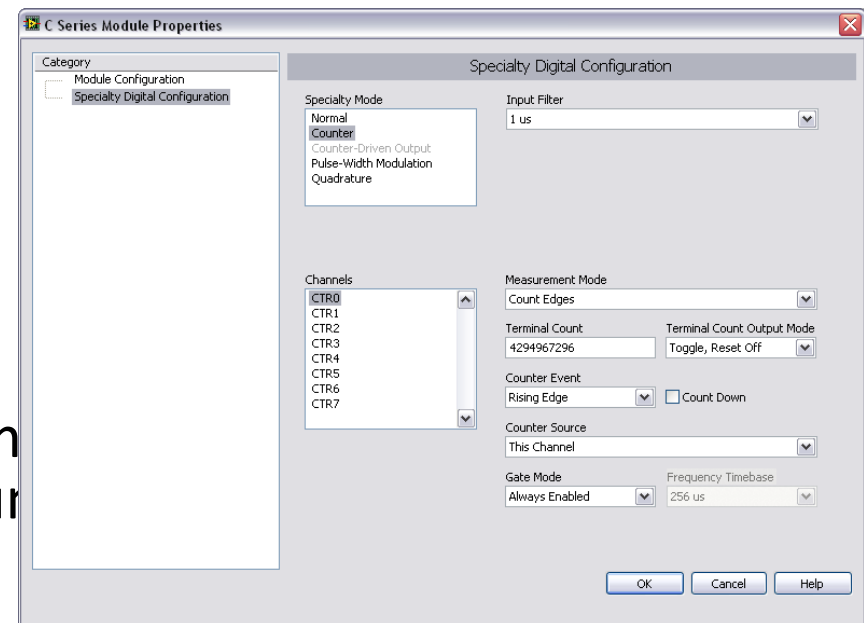 C Series Module Properties
Category
Module Configuration
Specialty Digital Configuration
Specialty Digital Configuration
Specialty Mode
Normal
Counter
Counter-Driven Output
Pulse-Width Modulation
Quadrature
Input Filter
1 us
Channels
CTR0
CTR1
CTR2
CTR3
CTR4
CTR5
CTR6
CTR7
Measurement Mode
Count Edges
Terminal Count
Terminal Count Output Mode
4294967296
Toggle, Reset Off
Counter Event
Rising Edge
Count Down
Counter Source
This Channel
Gate Mode
Frequency Timebase
Always Enabled
256 us
OK
Cancel
Help